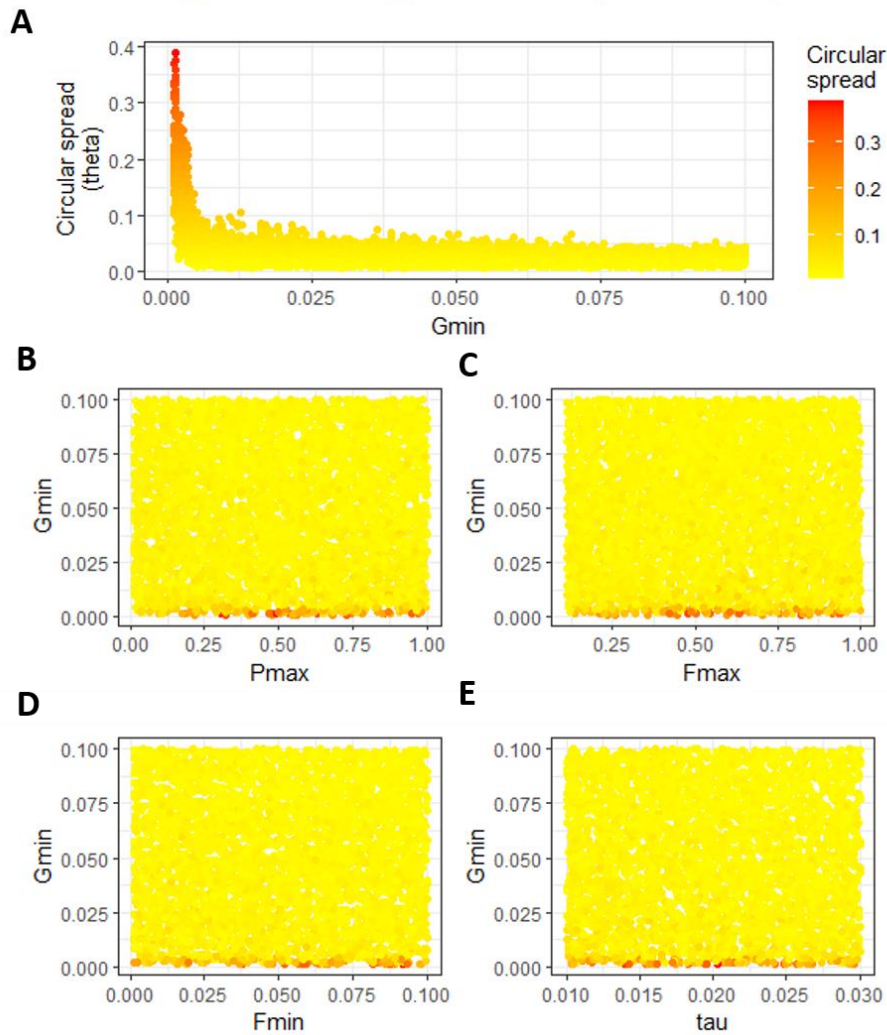 A
Circular spread
(theta)
0.4
0.3
0.2
0.1
0.0
0.000 0.025 0.050 0.075 0.100
Gmin
Circular
spread
0.3
0.2
0.1
B
Gmin
0.100
0.075
0.050
0.025
0.000
0.00 0.25 0.50 0.75 1.00
Pmax
C
Gmin
0.100
0.075
0.050
0.025
0.000
0.25 0.50 0.75 1.00
Fmax
D
Gmin
0.100
0.075
0.050
0.025
0.000
0.000 0.025 0.050 0.075 0.100
Fmin
E
Gmin
0.100
0.075
0.050
0.025
0.000
0.010 0.015 0.020 0.025 0.030
tau